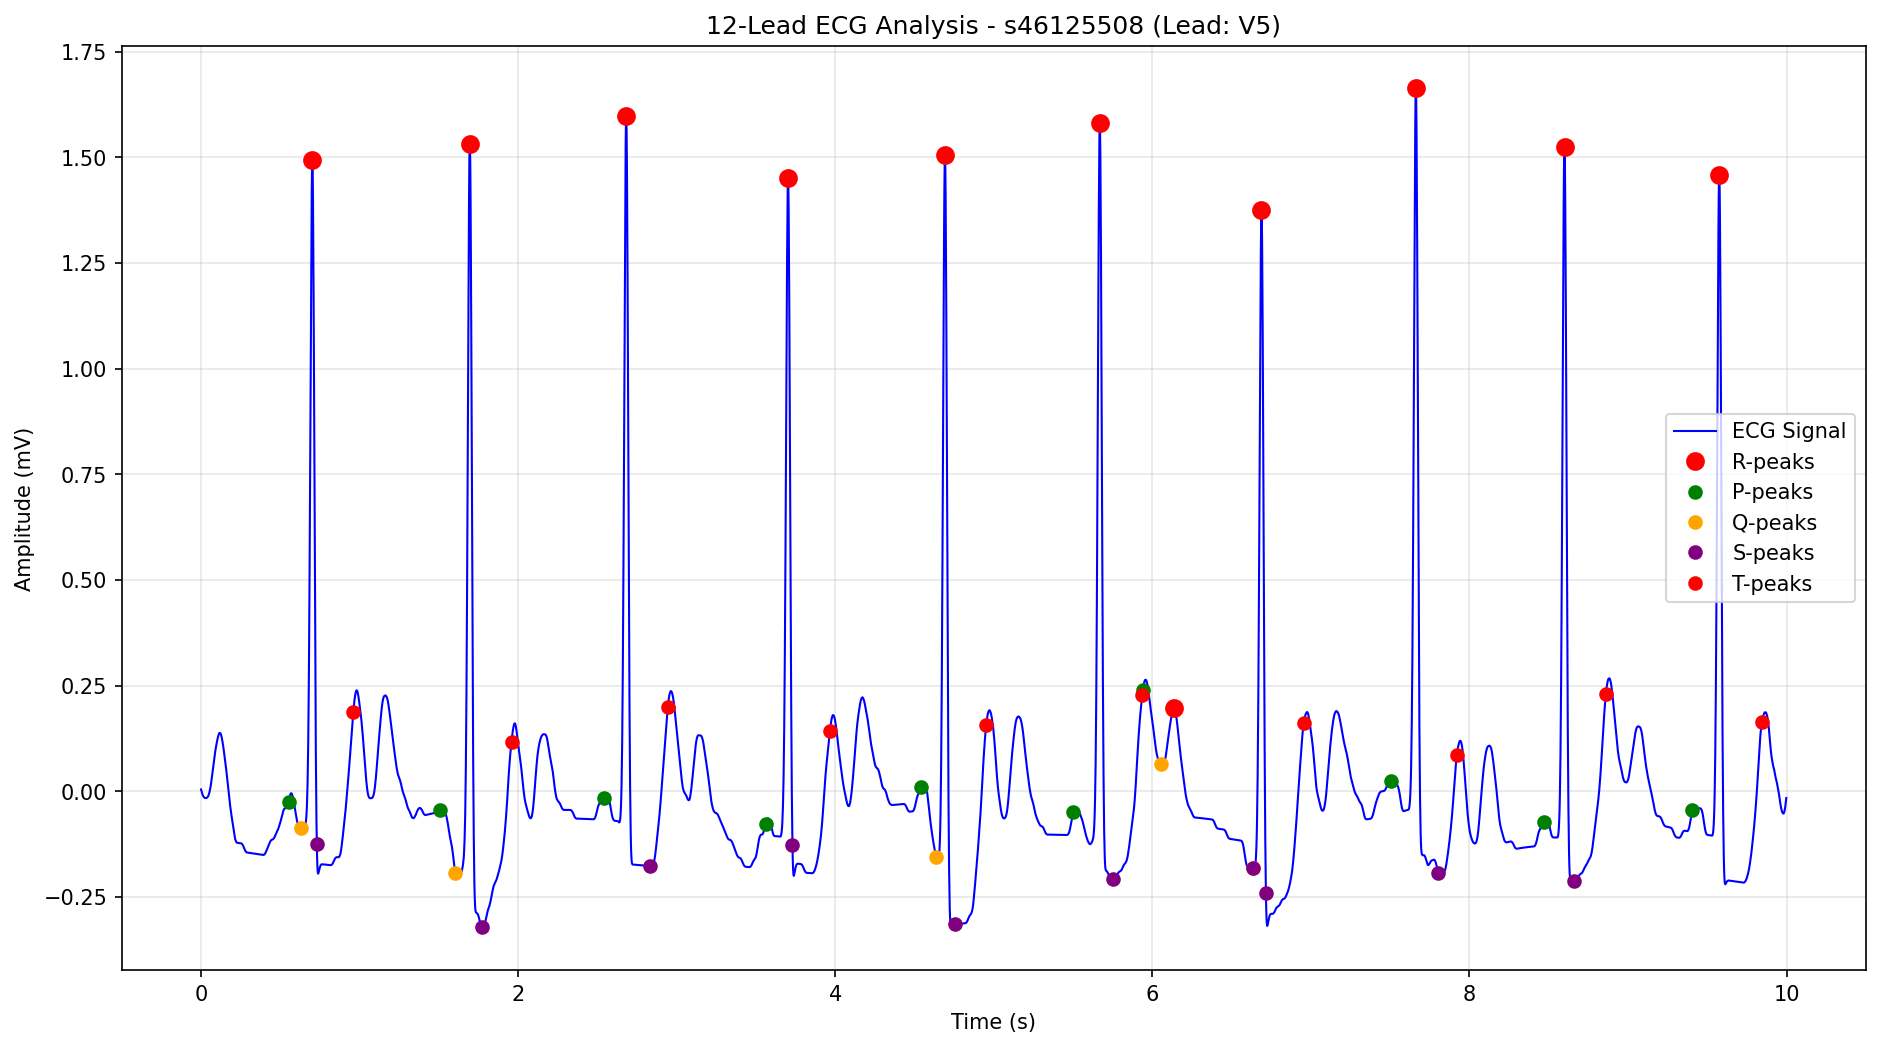 12-Lead ECG Analysis - s46125508 (Lead: V5)
1.75
1.50
1.25
1.00
0.75
0.50
0.25
0.00
−0.25
Amplitude (mV)
ECG Signal
R-peaks
P-peaks
Q-peaks
S-peaks
T-peaks
0 2 4 6 8 10
Time (s)